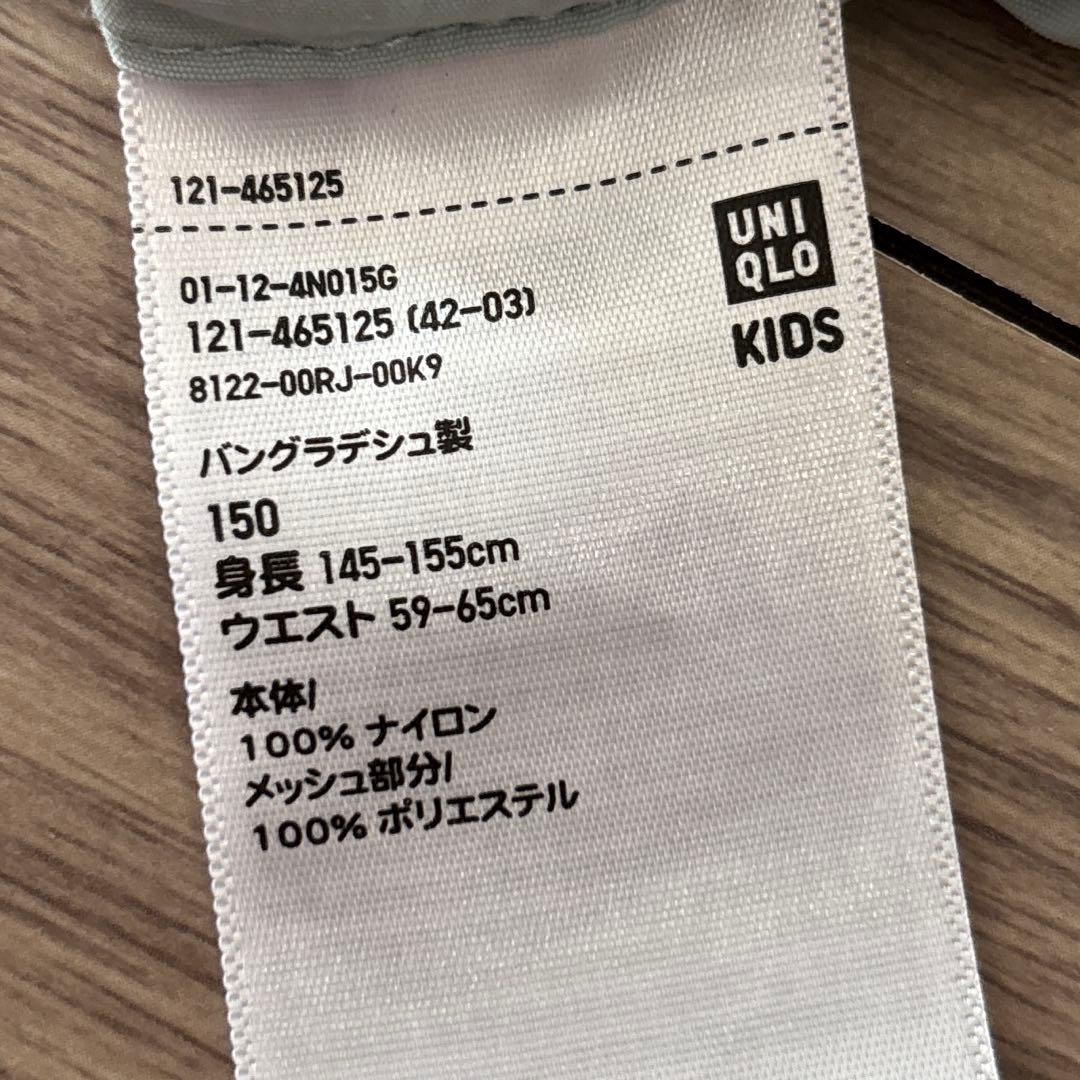 121-465125
UNI
QLO
KIDS
01-12-4N015G
121-465125 (42-03)
8122-00RJ-00K9
バングラデシュ製
150
身長 145-155cm
ウエスト 59-65cm
本体/
100% ナイロン
メッシュ部分/
100% ポリエステル